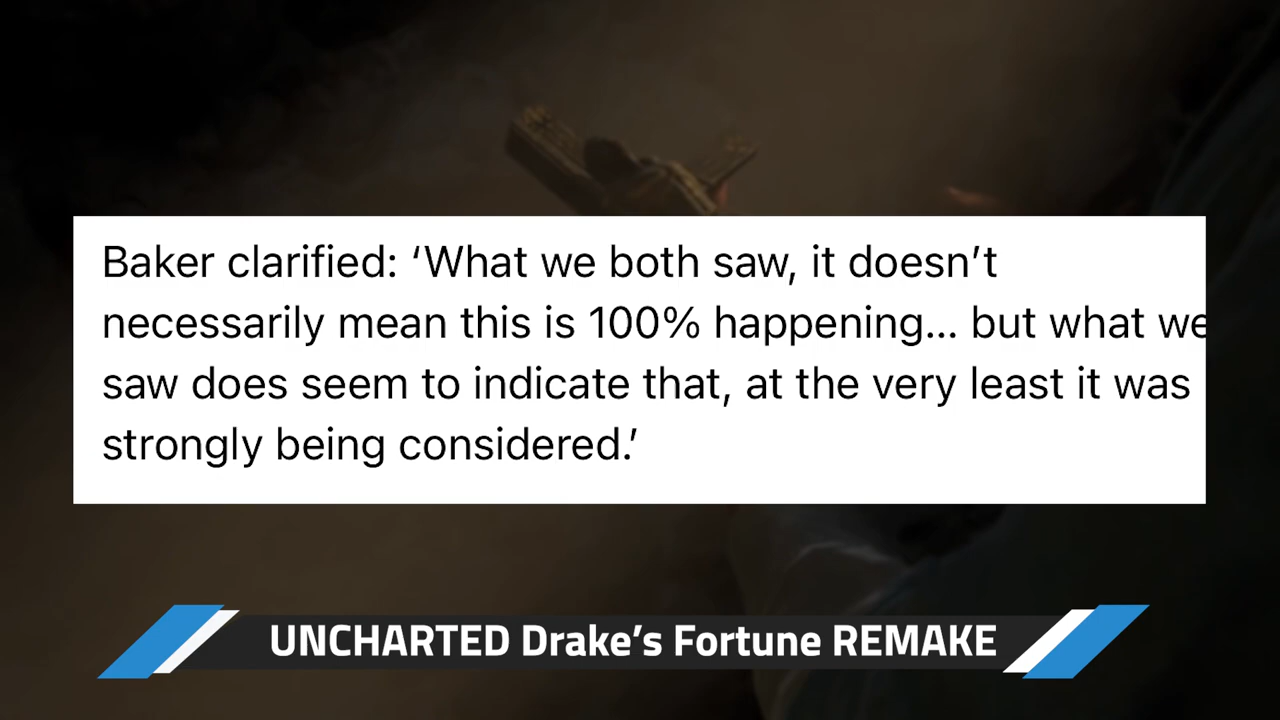 Baker clarified: ‘What we both saw, it doesn’t
necessarily mean this is 100% happening... but what we
saw does seem to indicate that, at the very least it was
strongly being considered.’
UNCHARTED Drake’s Fortune REMAKE